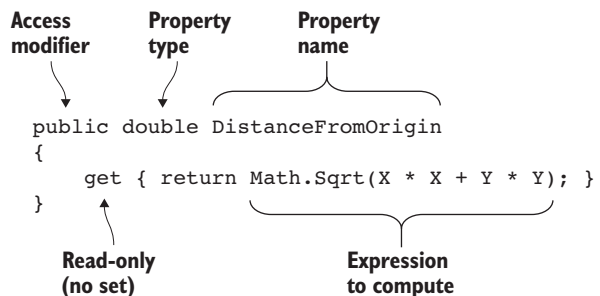 Access modifier
Property type
Property name
public double DistanceFromOrigin
{
get { return Math.Sqrt(X * X + Y * Y); }
}
Read-only (no set)
Expression to compute